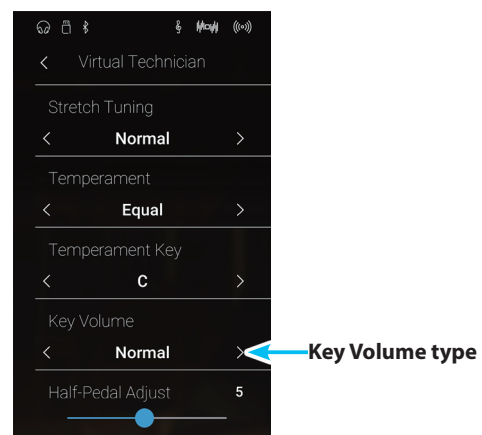 Virtual Technician
Stretch Tuning
Normal
Temperament
Equal
Temperament Key
C
Key Volume
Normal
Key Volume type
Half-Pedal Adjust 5